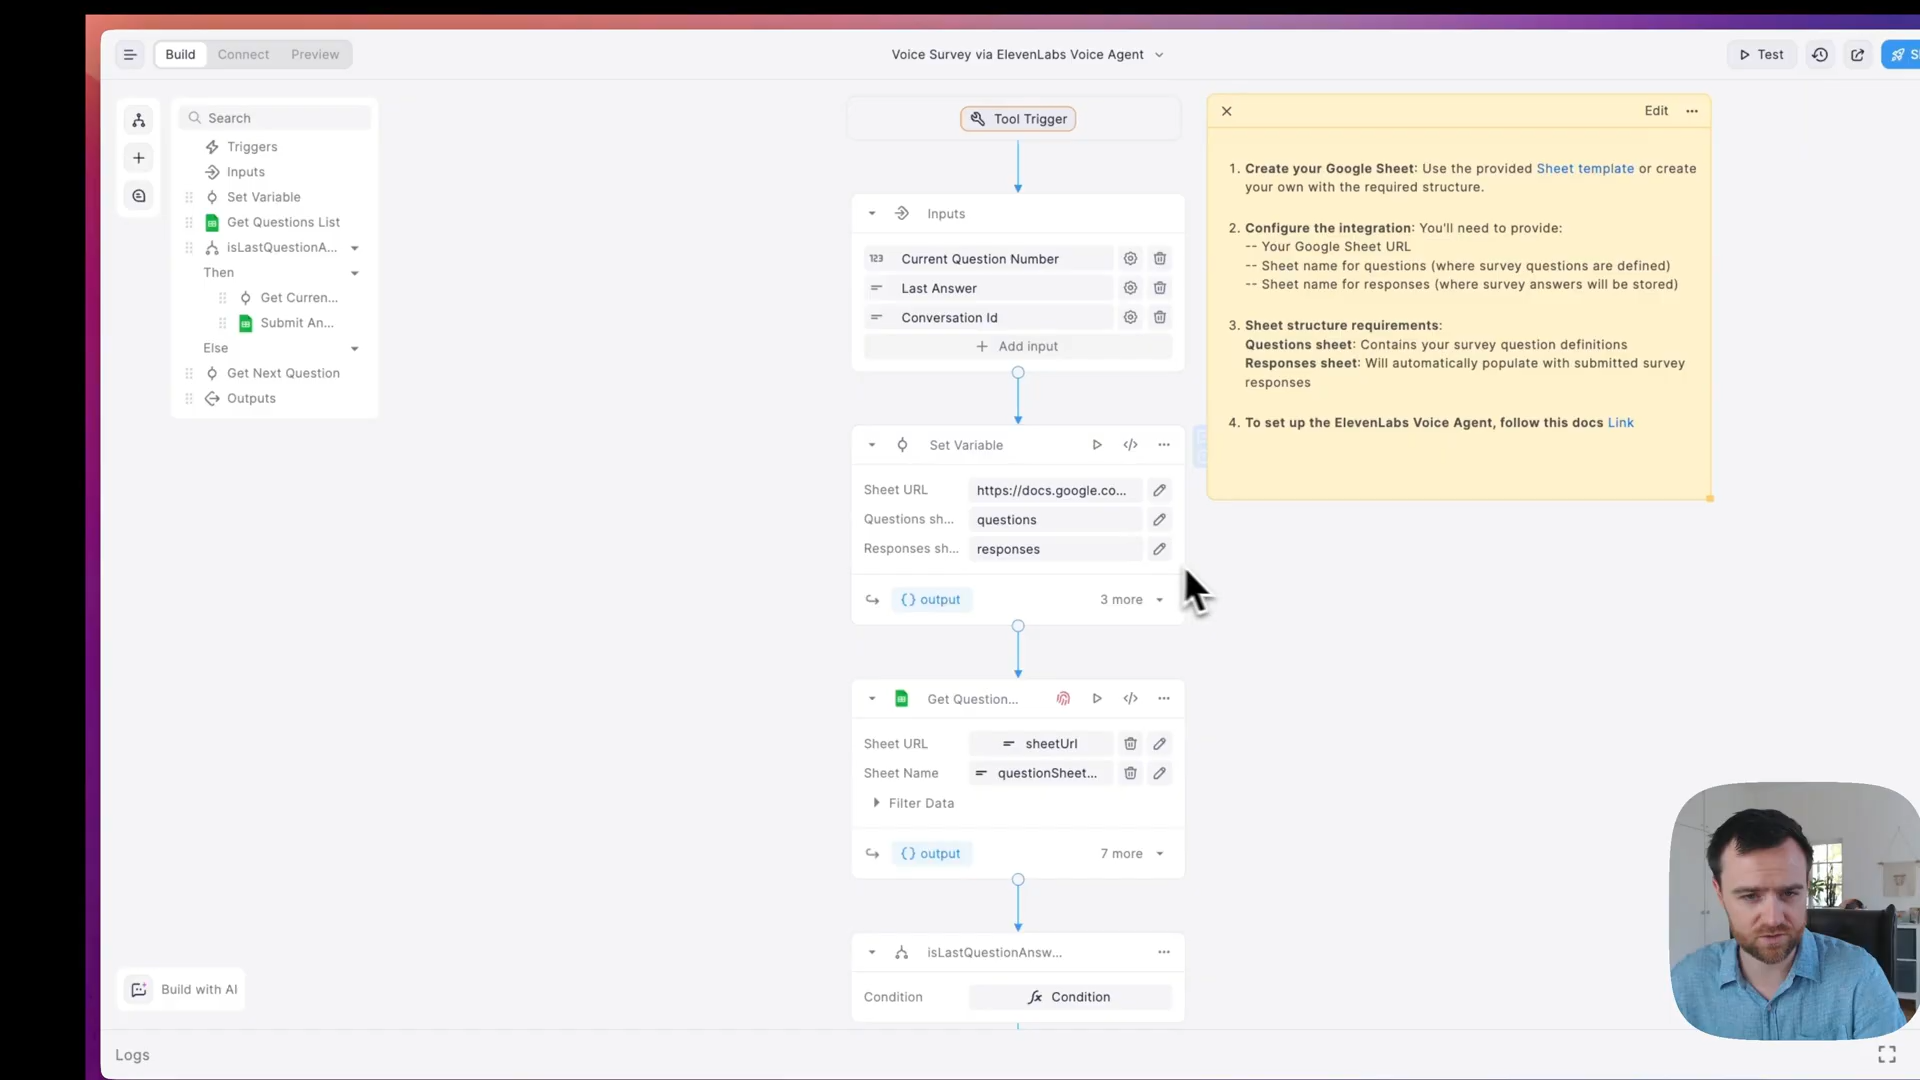 Build
Connect
Preview
Voice Survey via ElevenLabs Voice Agent
Test
Search
Triggers
Inputs
Set Variable
Get Questions List
isLastQuestionA...
Then
Get Curren...
Submit An...
Else
Get Next Question
Outputs
Tool Trigger
Inputs
123 Current Question Number
Last Answer
Conversation Id
Add input
Set Variable
Sheet URL https://docs.google.co...
Questions sh... questions
Responses sh... responses
output 3 more
Get Question...
Sheet URL sheetUrl
Sheet Name questionSheet...
Filter Data
output 7 more
isLastQuestionAnsw...
Condition Condition
Edit
1. Create your Google Sheet: Use the provided Sheet template or create
your own with the required structure.
2. Configure the integration: You'll need to provide:
-- Your Google Sheet URL
-- Sheet name for questions (where survey questions are defined)
-- Sheet name for responses (where survey answers will be stored)
3. Sheet structure requirements:
Questions sheet: Contains your survey question definitions
Responses sheet: Will automatically populate with submitted survey
responses
4. To set up the ElevenLabs Voice Agent, follow this docs Link
Build with AI
Logs